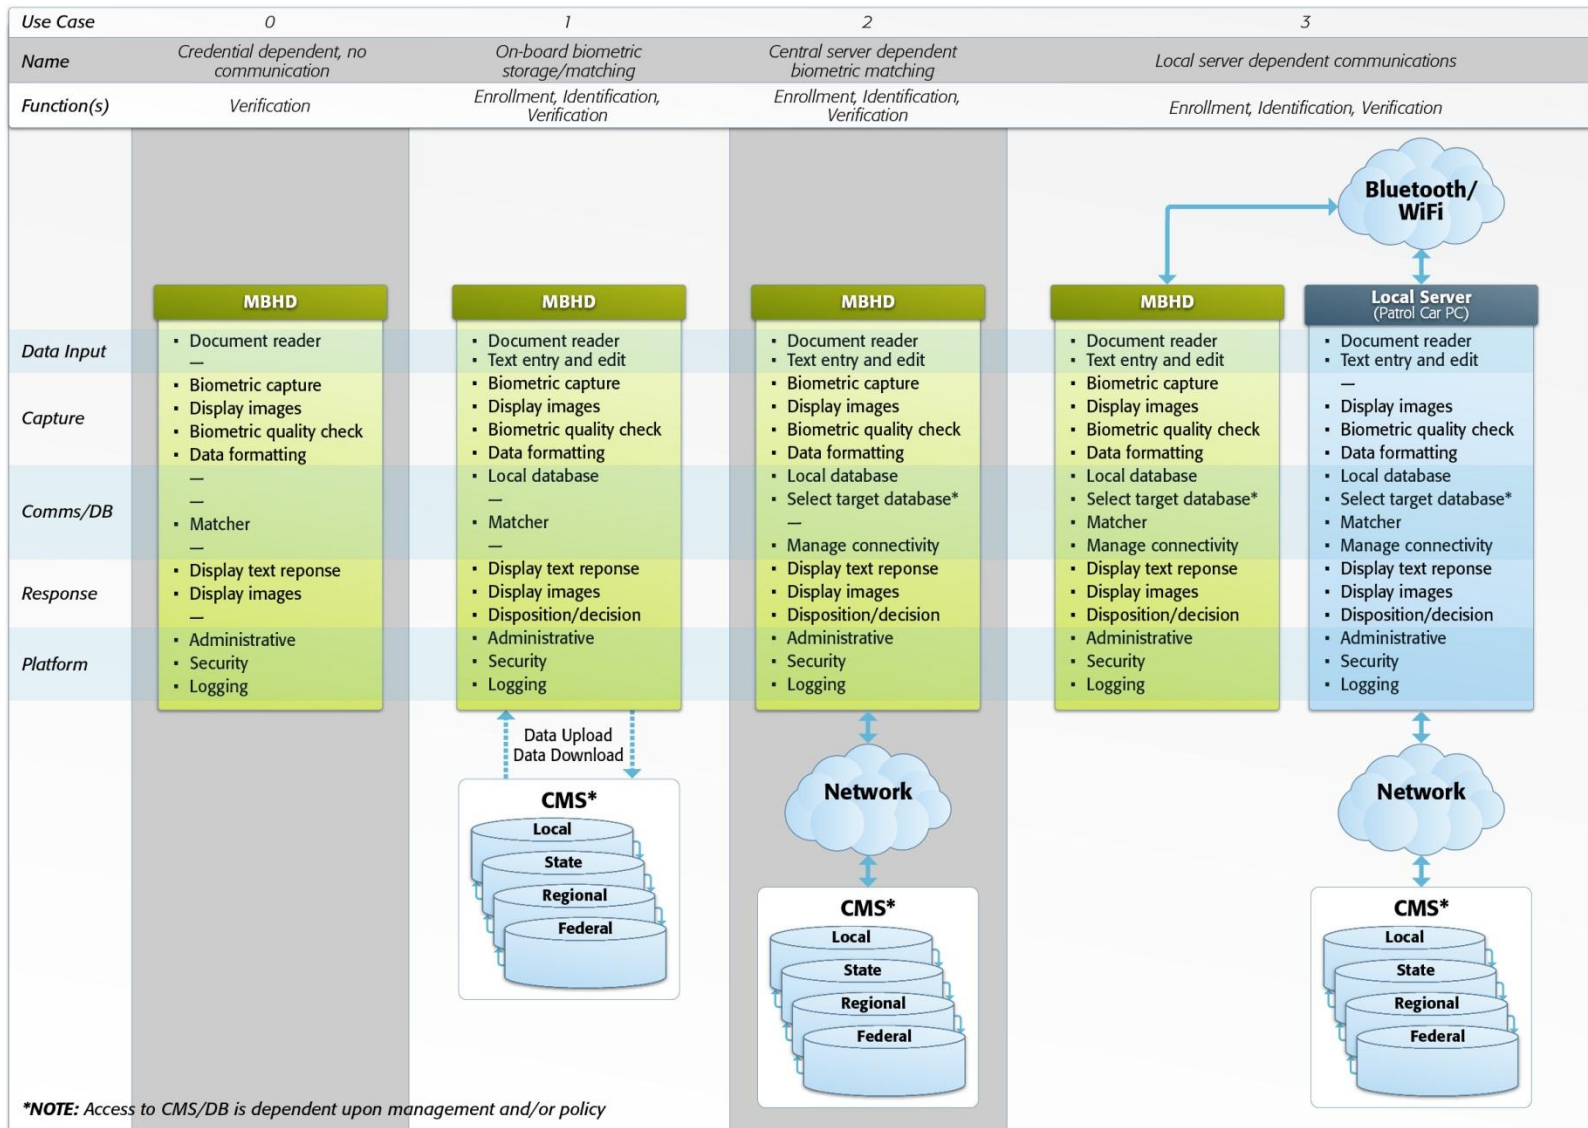 Use Case 0 1 2 3
Name Credential dependent, no communication On-board biometric storage/matching Central server dependent biometric matching Local server dependent communications
Function(s) Verification Enrollment, Identification, Verification Enrollment, Identification, Verification Enrollment, Identification, Verification
Data Input
Capture
Comms/DB
Response
Platform
MBHD
▪ Document reader
—
▪ Biometric capture
▪ Display images
▪ Biometric quality check
▪ Data formatting
—
—
▪ Matcher
—
▪ Display text reponse
▪ Display images
—
▪ Administrative
▪ Security
▪ Logging
MBHD
▪ Document reader
▪ Text entry and edit
▪ Biometric capture
▪ Display images
▪ Biometric quality check
▪ Data formatting
▪ Local database
—
▪ Matcher
—
▪ Display text reponse
▪ Display images
▪ Disposition/decision
▪ Administrative
▪ Security
▪ Logging
Data Upload
Data Download
CMS*
Local
State
Regional
Federal
MBHD
▪ Document reader
▪ Text entry and edit
▪ Biometric capture
▪ Display images
▪ Biometric quality check
▪ Data formatting
▪ Local database
▪ Select target database*
—
▪ Manage connectivity
▪ Display text reponse
▪ Display images
▪ Disposition/decision
▪ Administrative
▪ Security
▪ Logging
Network
CMS*
Local
State
Regional
Federal
Bluetooth/
WiFi
MBHD
▪ Document reader
▪ Text entry and edit
▪ Biometric capture
▪ Display images
▪ Biometric quality check
▪ Data formatting
▪ Local database
▪ Select target database*
▪ Matcher
▪ Manage connectivity
▪ Display text reponse
▪ Display images
▪ Disposition/decision
▪ Administrative
▪ Security
▪ Logging
Local Server
(Patrol Car PC)
▪ Document reader
▪ Text entry and edit
—
▪ Display images
▪ Biometric quality check
▪ Data formatting
▪ Local database
▪ Select target database*
▪ Matcher
▪ Manage connectivity
▪ Display text reponse
▪ Display images
▪ Disposition/decision
▪ Administrative
▪ Security
▪ Logging
Network
CMS*
Local
State
Regional
Federal
*NOTE: Access to CMS/DB is dependent upon management and/or policy